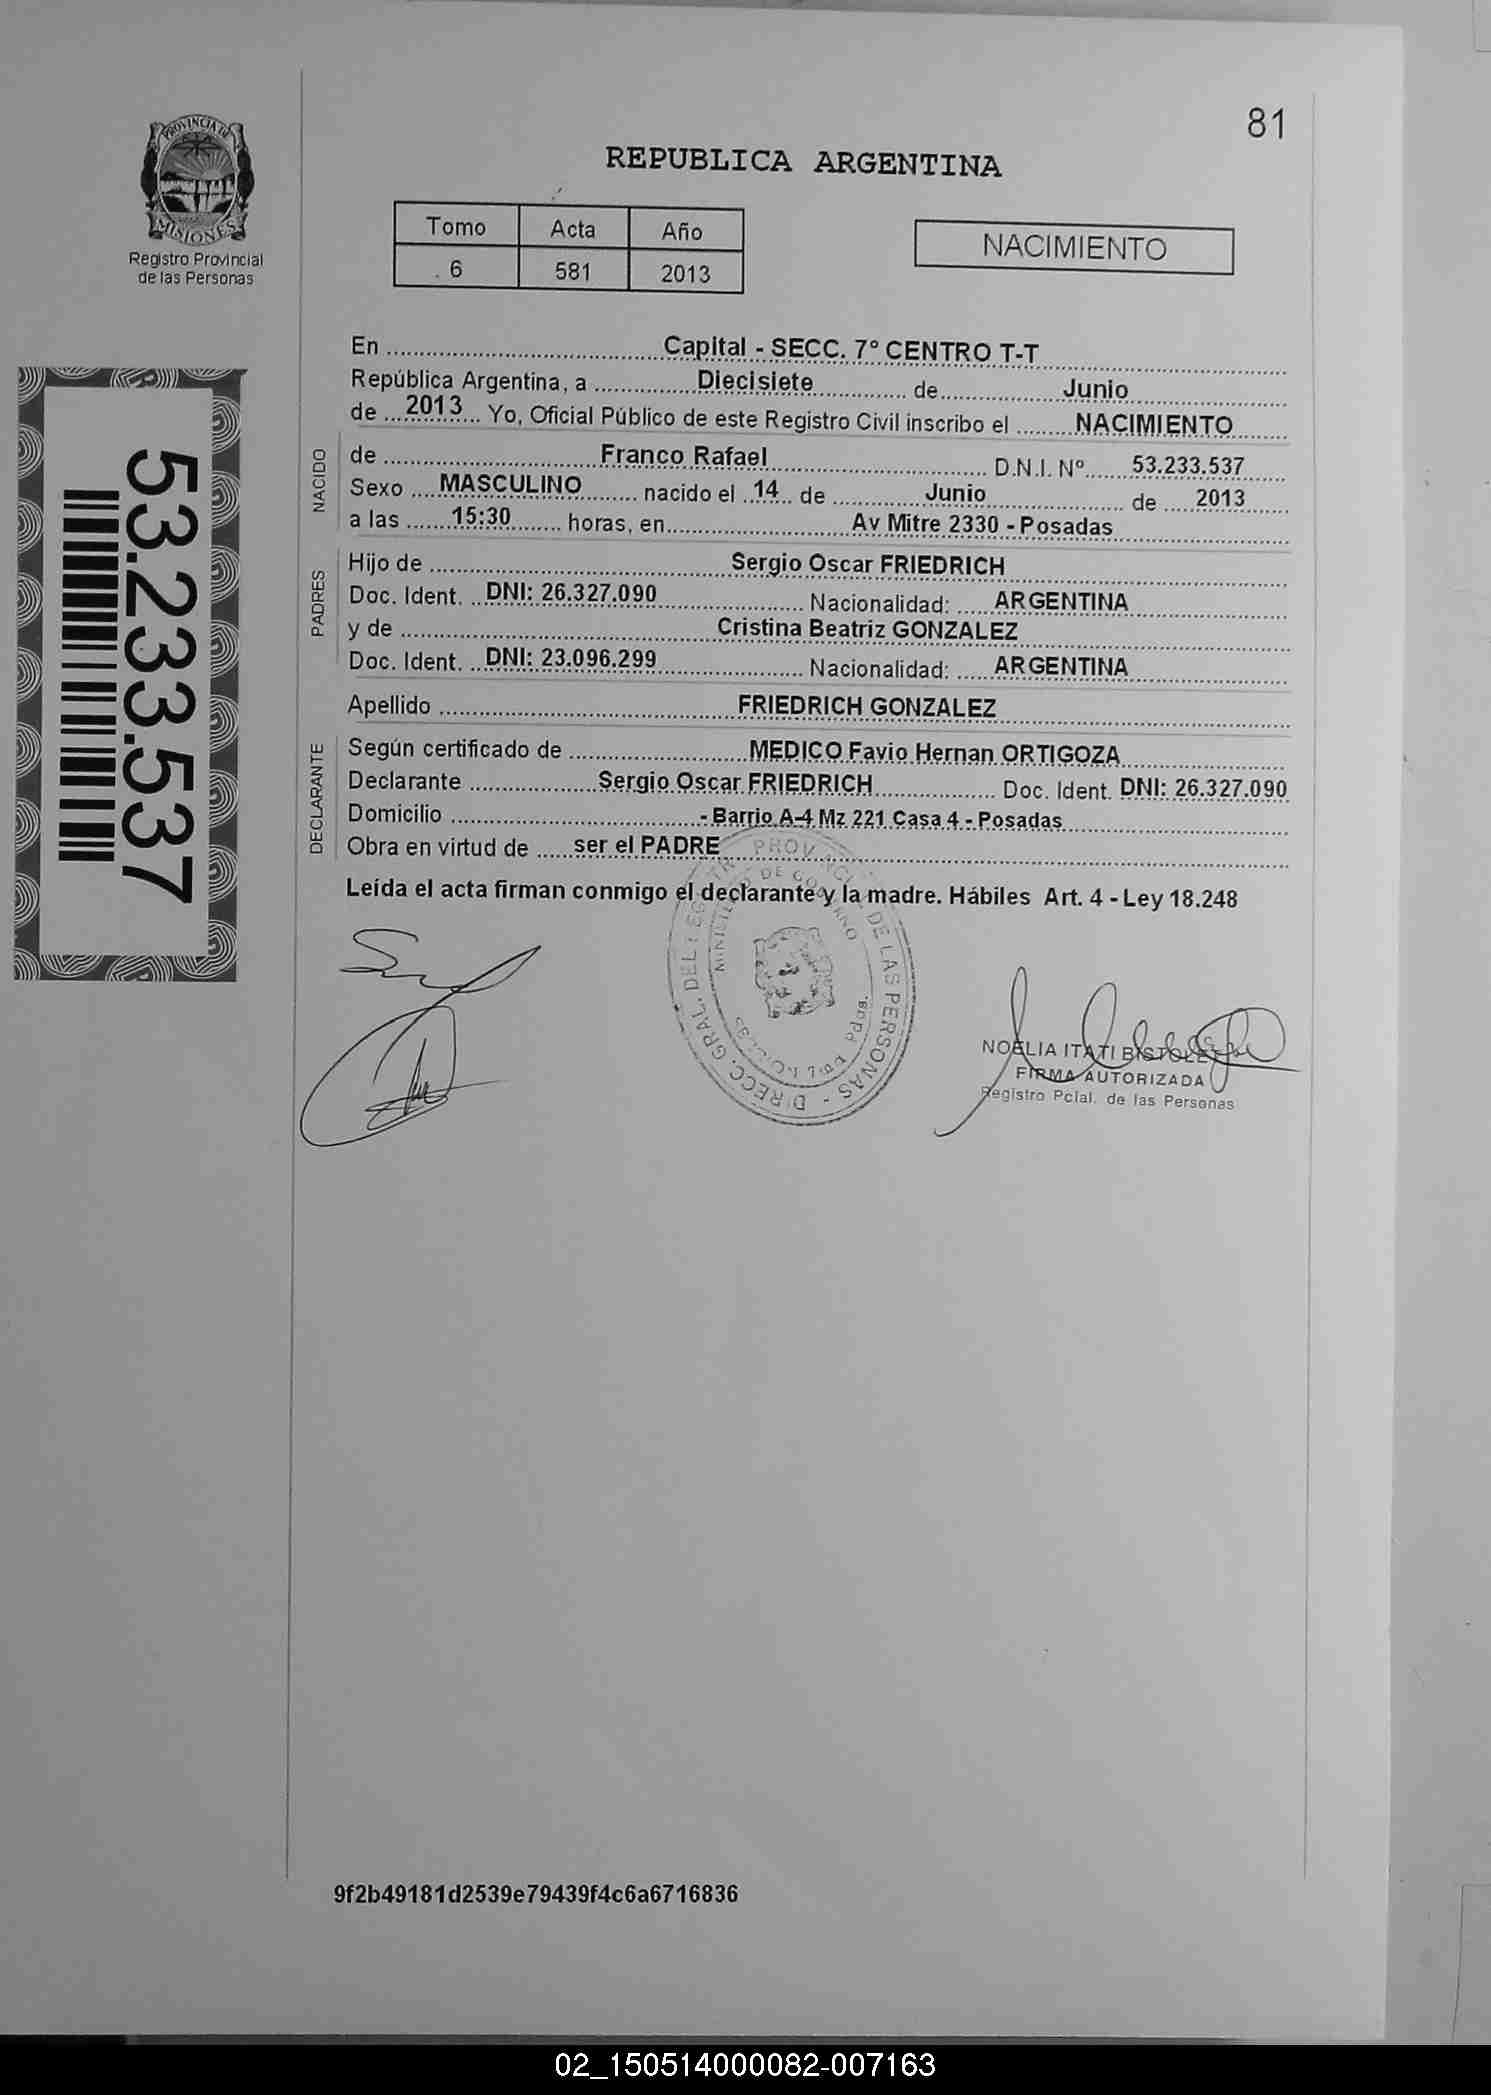 81
REPUBLICA ARGENTINA
PROVINCIA DE
MISIONES
Registro Provincial
de las Personas
Tomo Acta Año
6 581 2013
NACIMIENTO
53.233.537
En Capital - SECC. 7° CENTRO T-T
República Argentina, a Diecisiete de Junio
de 2013 Yo, Oficial Público de este Registro Civil inscribo el NACIMIENTO
NACIDO
de Franco Rafael D.N.I. Nº 53.233.537
Sexo MASCULINO nacido el 14 de Junio de 2013
a las 15:30 horas, en Av Mitre 2330 - Posadas
PADRES
Hijo de Sergio Oscar FRIEDRICH
Doc. Ident. DNI: 26.327.090 Nacionalidad: ARGENTINA
y de Cristina Beatriz GONZALEZ
Doc. Ident. DNI: 23.096.299 Nacionalidad: ARGENTINA
Apellido FRIEDRICH GONZALEZ
DECLARANTE
Según certificado de MEDICO Favio Hernan ORTIGOZA
Declarante Sergio Oscar FRIEDRICH Doc. Ident. DNI: 26.327.090
Domicilio - Barrio A-4 Mz 221 Casa 4 - Posadas
Obra en virtud de ser el PADRE
Leída el acta firman conmigo el declarante y la madre. Hábiles Art. 4 - Ley 18.248
DIRECC. GRAL. DEL DE LAS PERSONAS
DE GOBIERNO
NOELIA ITATI
FIRMA AUTORIZADA
Registro Pcial. de las Personas
9f2b49181d2539e79439f4c6a6716836
02_150514000082-007163